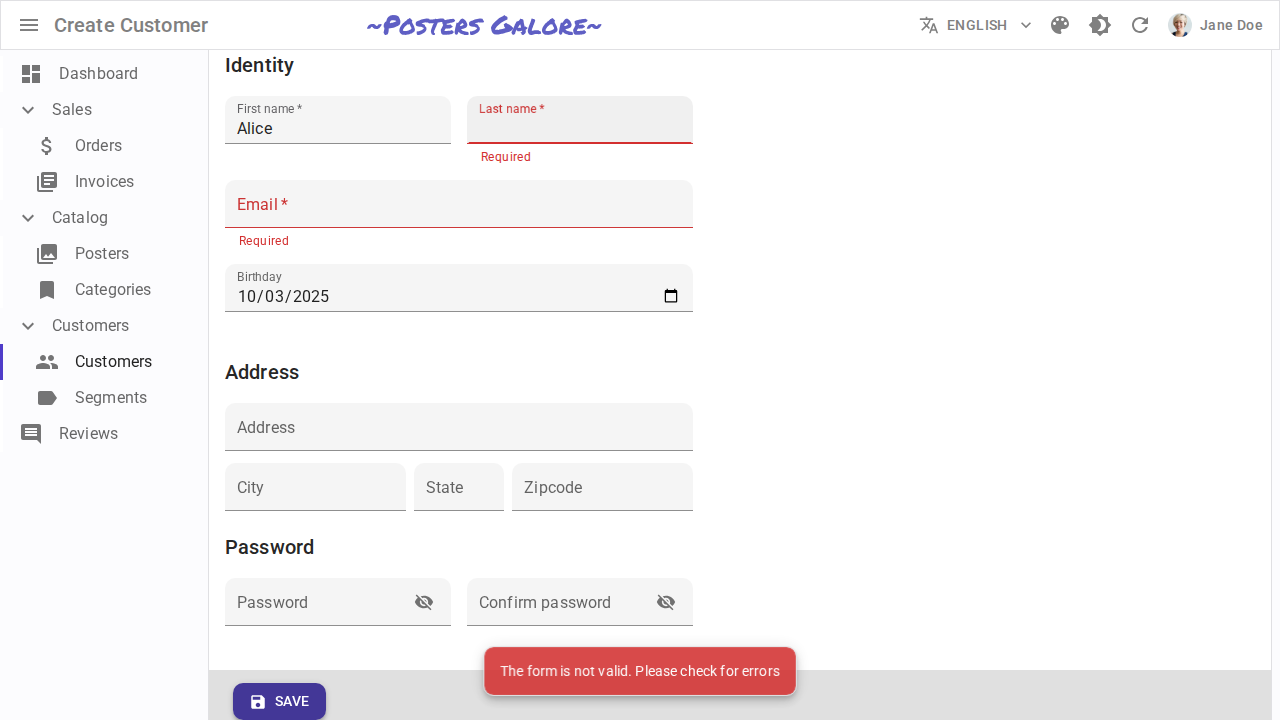 Create Customer
~Posters Galore~
ENGLISH
Jane Doe
Dashboard
Sales
Orders
Invoices
Catalog
Posters
Categories
Customers
Customers
Segments
Reviews
Identity
First name *
Alice
Last name *
Required
Email *
Required
Birthday
10/03/2025
Address
Address
City
State
Zipcode
Password
Password
Confirm password
The form is not valid. Please check for errors
SAVE